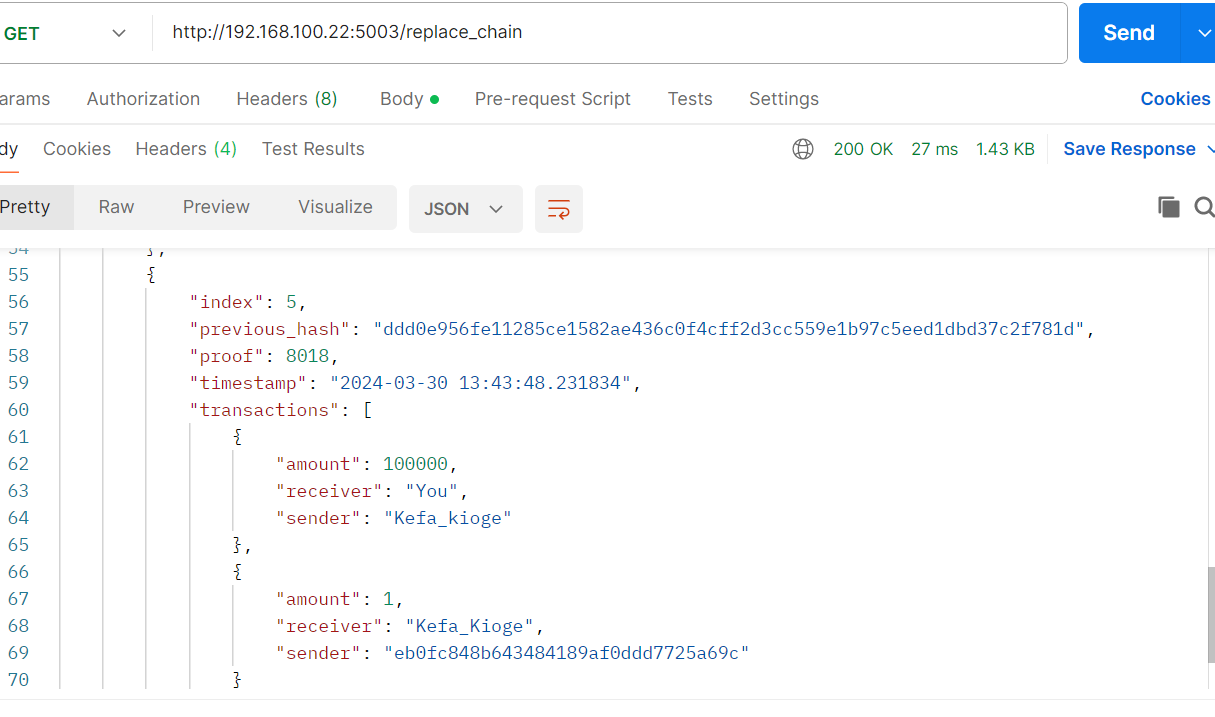 GET http://192.168.100.22:5003/replace_chain Send
arams Authorization Headers (8) Body Pre-request Script Tests Settings Cookies
dy Cookies Headers (4) Test Results 200 OK 27 ms 1.43 KB Save Response
Pretty Raw Preview Visualize JSON
54 },
55 {
56 "index": 5,
57 "previous_hash": "ddd0e956fe11285ce1582ae436c0f4cff2d3cc559e1b97c5eed1dbd37c2f781d",
58 "proof": 8018,
59 "timestamp": "2024-03-30 13:43:48.231834",
60 "transactions": [
61 {
62 "amount": 100000,
63 "receiver": "You",
64 "sender": "Kefa_kioge"
65 },
66 {
67 "amount": 1,
68 "receiver": "Kefa_Kioge",
69 "sender": "eb0fc848b643484189af0ddd7725a69c"
70 }